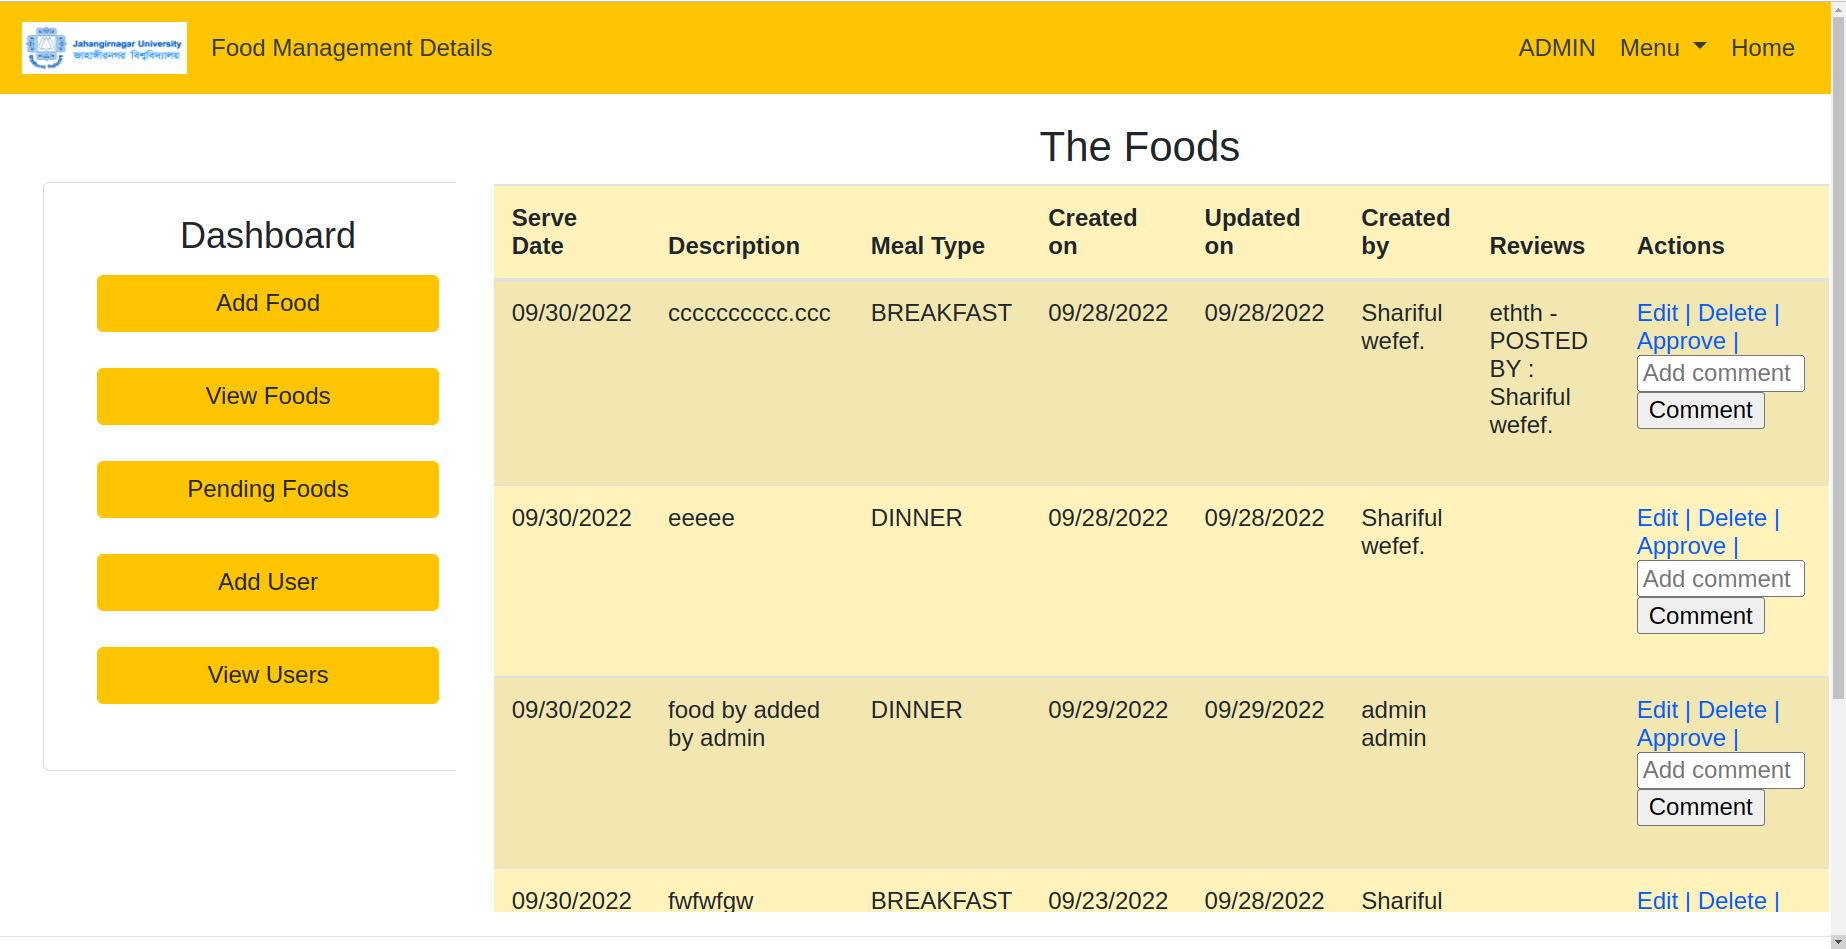 Jahangirnagar University
জাহাঙ্গীরনগর বিশ্ববিদ্যালয়
Food Management Details
ADMIN Menu Home
The Foods
Dashboard
Add Food
View Foods
Pending Foods
Add User
View Users
Serve Date Description Meal Type Created on Updated on Created by Reviews Actions
09/30/2022 cccccccccc.ccc BREAKFAST 09/28/2022 09/28/2022 Shariful wefef. ethth - POSTED BY : Shariful wefef. Edit | Delete | Approve |
Add comment
Comment
09/30/2022 eeeee DINNER 09/28/2022 09/28/2022 Shariful wefef. Edit | Delete | Approve |
Add comment
Comment
09/30/2022 food by added by admin DINNER 09/29/2022 09/29/2022 admin admin Edit | Delete | Approve |
Add comment
Comment
09/30/2022 fwfwfgw BREAKFAST 09/23/2022 09/28/2022 Shariful Edit | Delete |